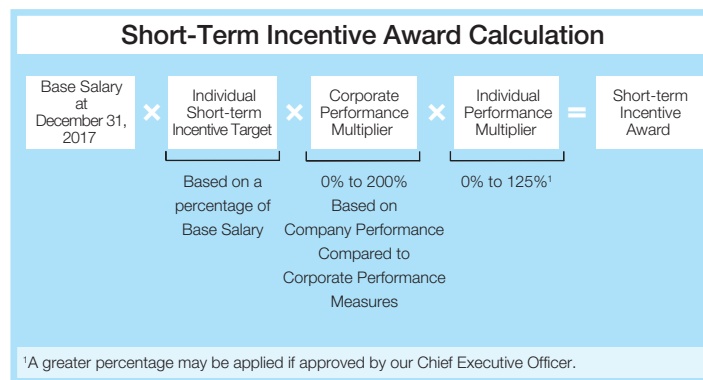 Short-Term Incentive Award Calculation
Base Salary
at
December 31,
2017
×
Individual
Short-term
Incentive Target
×
Corporate
Performance
Multiplier
×
Individual
Performance
Multiplier
=
Short-term
Incentive
Award
Based on a
percentage of
Base Salary
0% to 200%
Based on
Company Performance
Compared to
Corporate Performance
Measures
0% to 125%¹
¹A greater percentage may be applied if approved by our Chief Executive Officer.